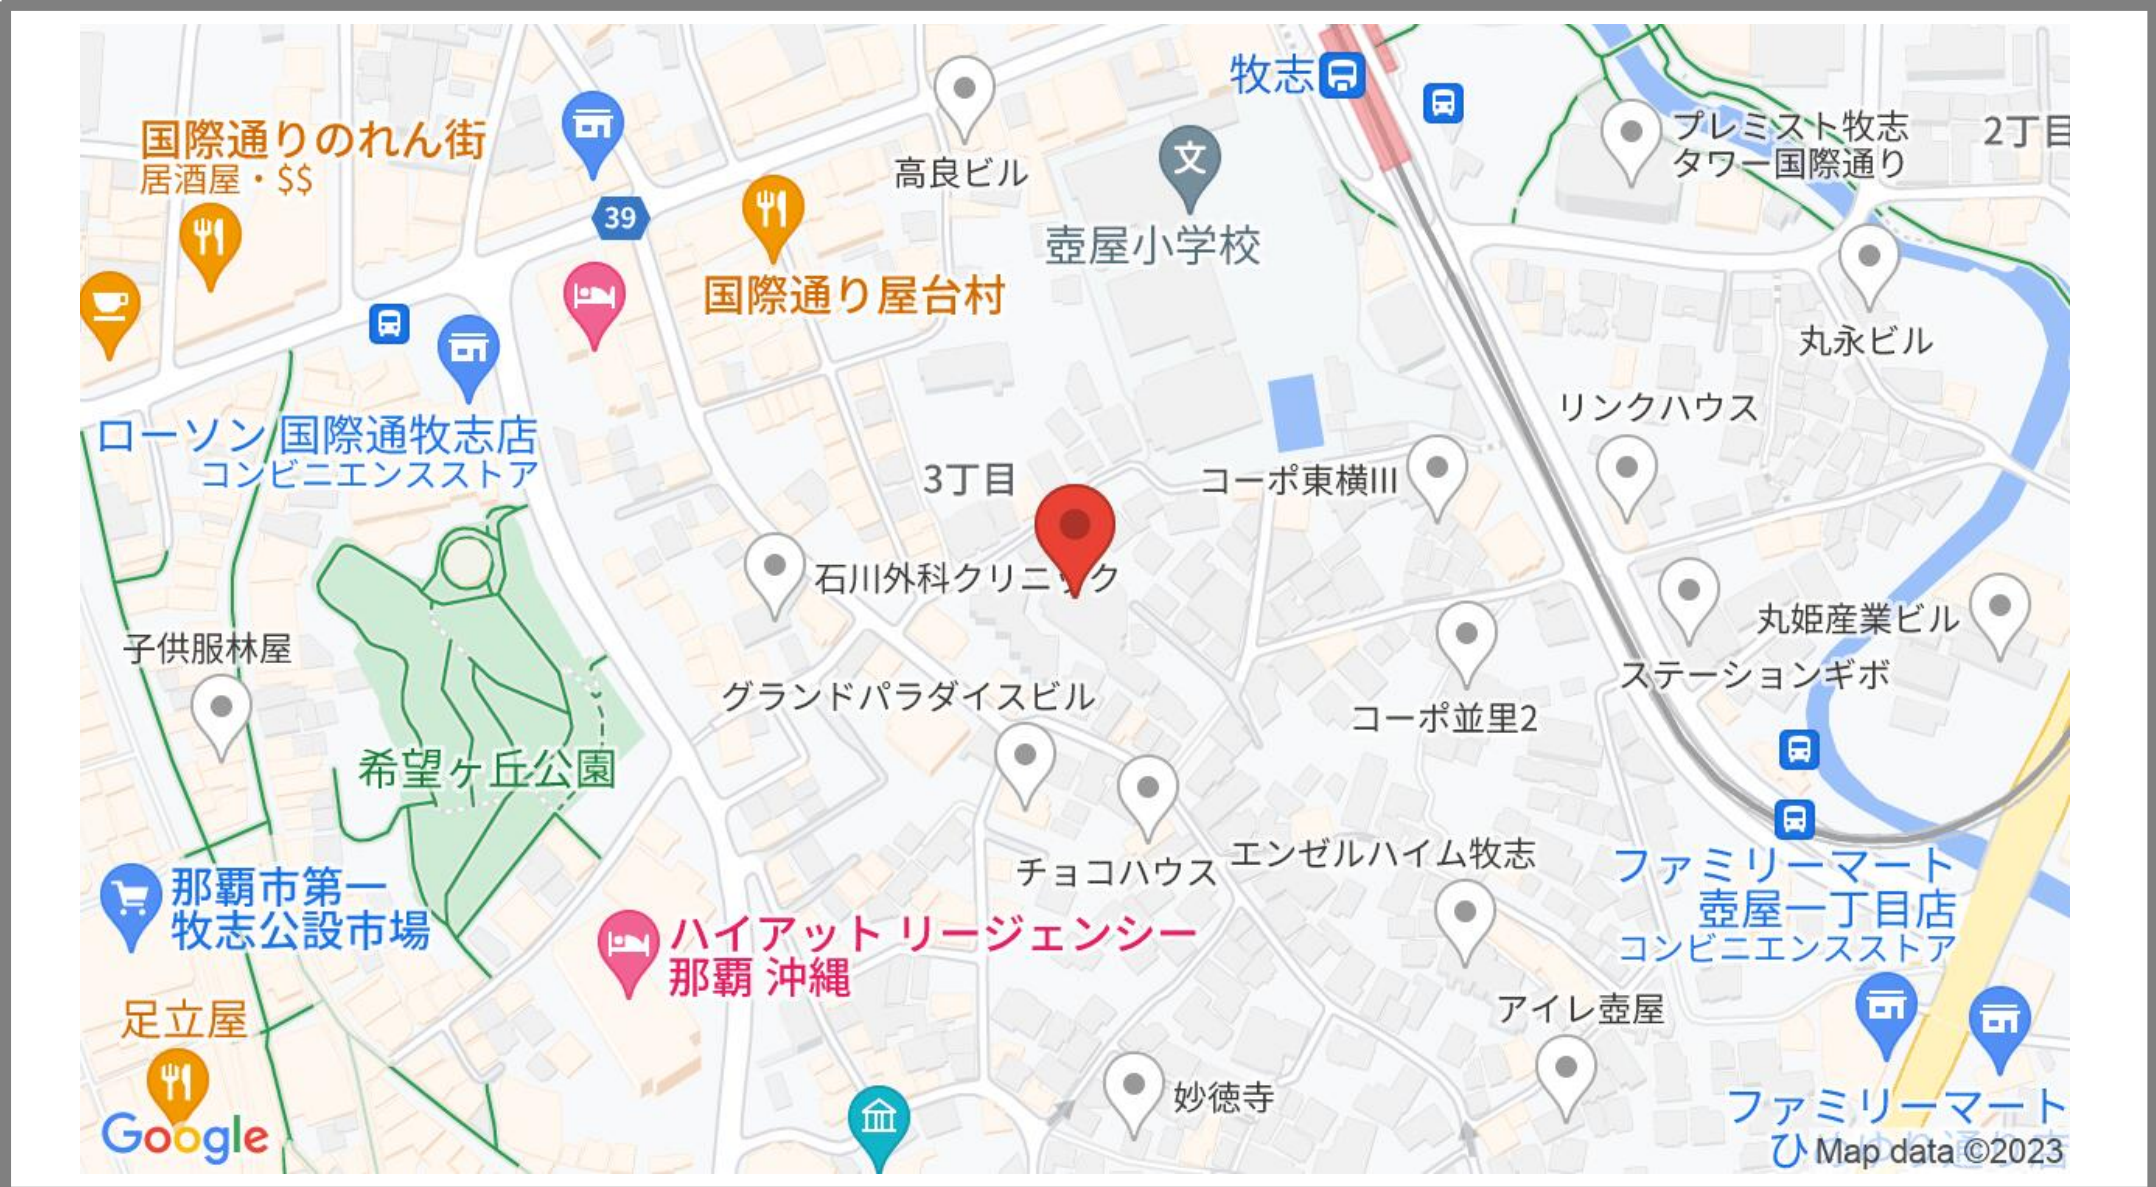 牧志
国際通りのれん街
居酒屋・$$
高良ビル
文
プレミスト牧志
タワー国際通り
2丁目
39
壺屋小学校
国際通り屋台村
丸永ビル
ローソン 国際通牧志店
コンビニエンスストア
リンクハウス
3丁目
コーポ東横III
石川外科クリニック
丸姫産業ビル
子供服林屋
ステーションギボ
グランドパラダイスビル
コーポ並里2
希望ヶ丘公園
チョコハウス
エンゼルハイム牧志
ファミリーマート
壺屋一丁目店
コンビニエンスストア
那覇市第一
牧志公設市場
ハイアット リージェンシー
那覇 沖縄
足立屋
アイレ壺屋
妙徳寺
ファミリーマート
ひめゆり通り店
Google
Map data ©2023